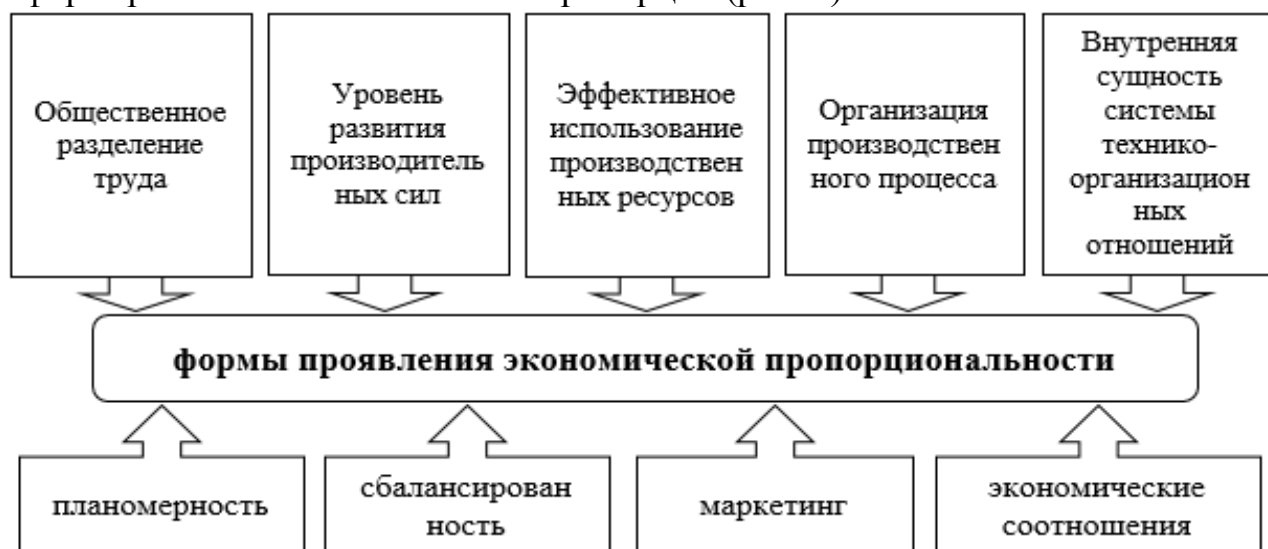 Общественное
разделение
труда
Уровень
развития
производитель
ных сил
Эффективное
использование
производствен
ных ресурсов
Организация
производствен
ного процесса
Внутренняя
сущность
системы
технико-
организацион
ных
отношений
формы проявления экономической пропорциональности
планомерность
сбалансирован
ность
маркетинг
экономические
соотношения